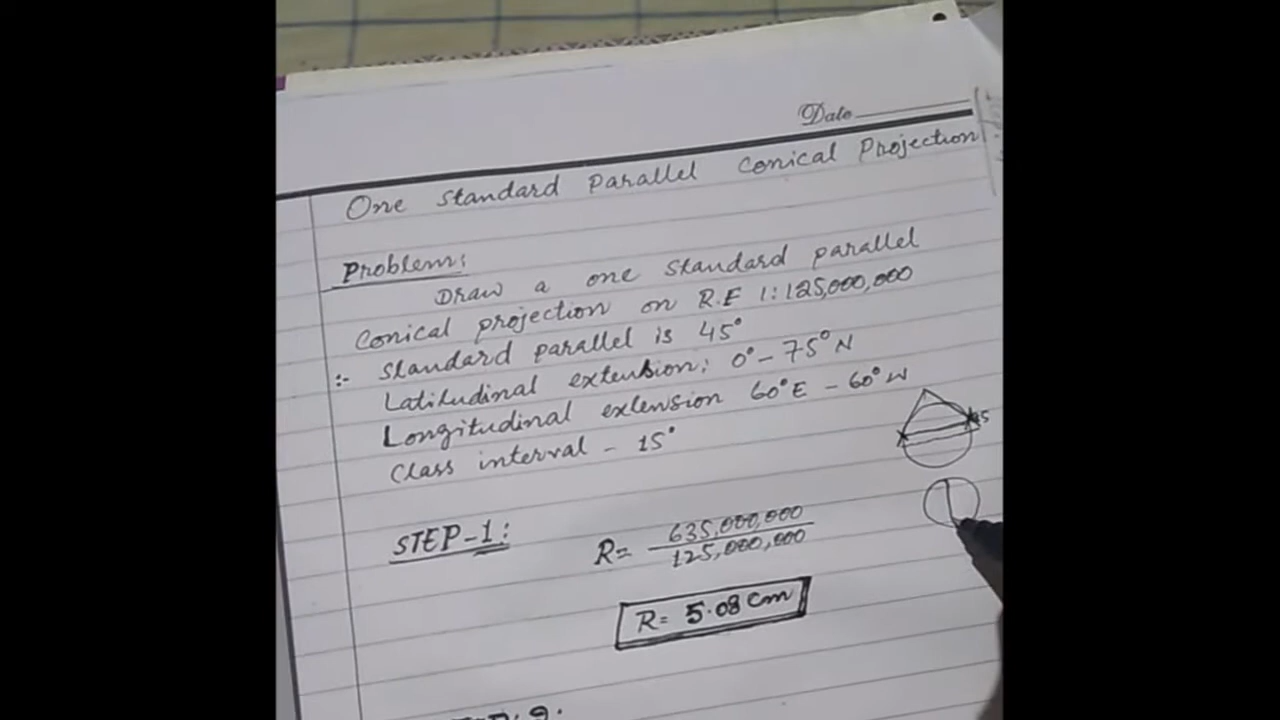 Date
One Standard Parallel Conical Projection
Problem:
Draw a one standard parallel
Conical projection on R.F 1:125,000,000
:- Standard parallel is 45°
Latitudinal extension: 0° - 75° N
Longitudinal extension 60°E - 60°W
Class interval - 15°
45
STEP-1:
R= 635,000,000
125,000,000
R= 5.08 cm